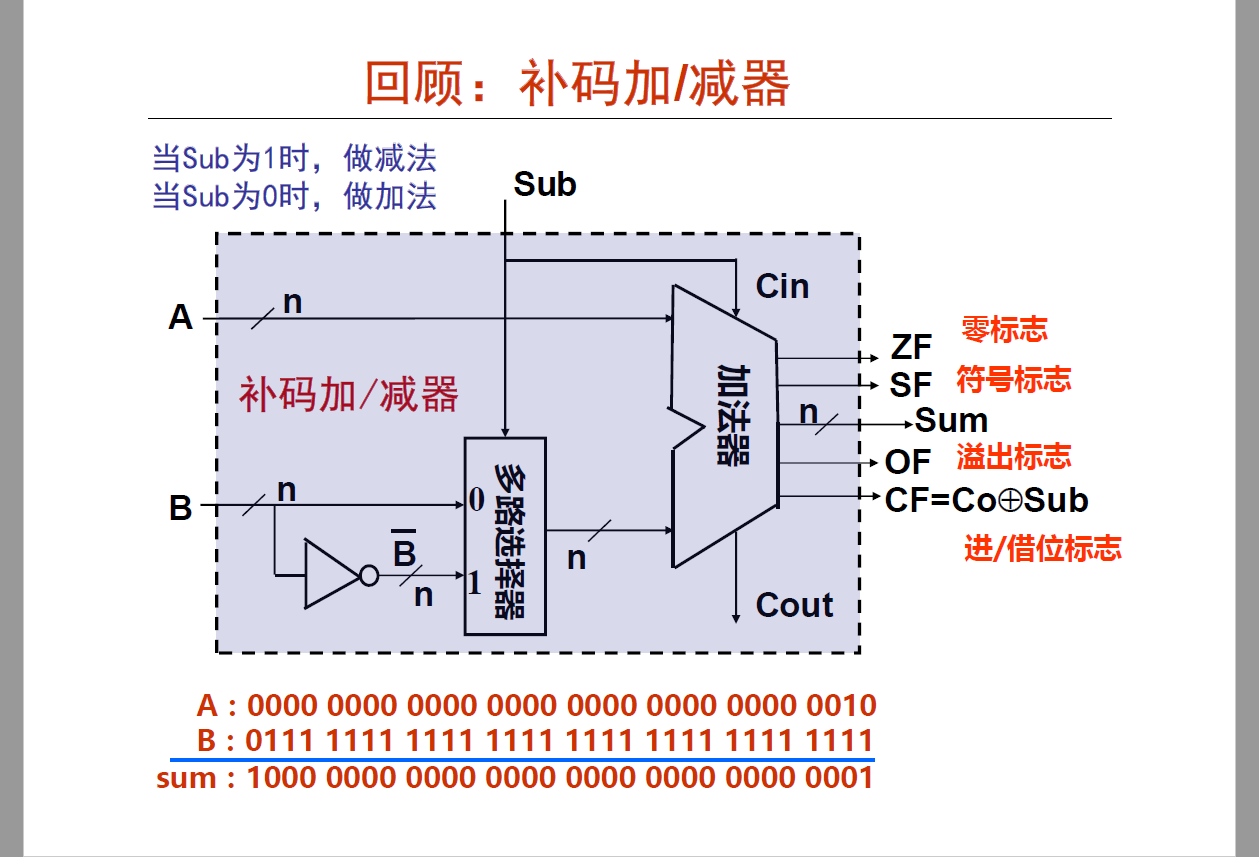 回顾：补码加/减器
当Sub为1时，做减法
当Sub为0时，做加法
Sub
Cin
A
n
ZF 零标志
SF 符号标志
补码加/减器
加法器
n
Sum
OF 溢出标志
B
n
0
多路选择器
CF=Co⊕Sub
进/借位标志
B̅
n
1
n
Cout
A：0000 0000 0000 0000 0000 0000 0000 0010
B：0111 1111 1111 1111 1111 1111 1111 1111
sum：1000 0000 0000 0000 0000 0000 0000 0001